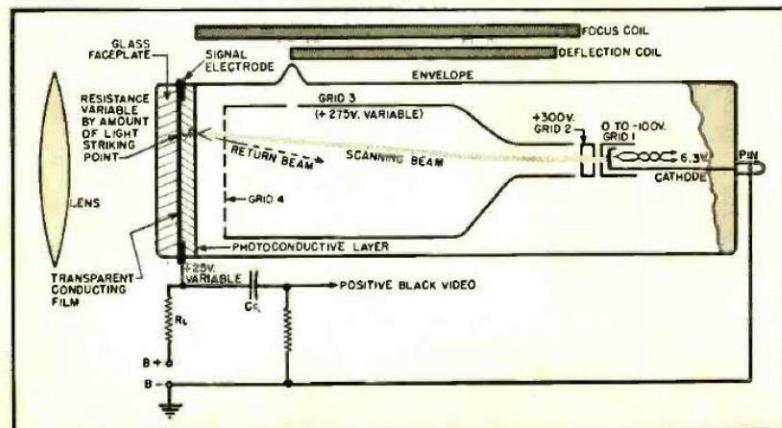 FOCUS COIL
DEFLECTION COIL
GLASS
FACEPLATE
SIGNAL
ELECTRODE
ENVELOPE
RESISTANCE
VARIABLE
BY AMOUNT
OF LIGHT
STRIKING
POINT
GRID 3
(+275V. VARIABLE)
+300V.
GRID 2
0 TO -100V.
GRID 1
6.3V.
PIN
CATHODE
SCANNING BEAM
RETURN BEAM
LENS
GRID 4
PHOTOCONDUCTIVE LAYER
TRANSPARENT
CONDUCTING
FILM
+25V.
VARIABLE
POSITIVE BLACK VIDEO
RL
B+
B-